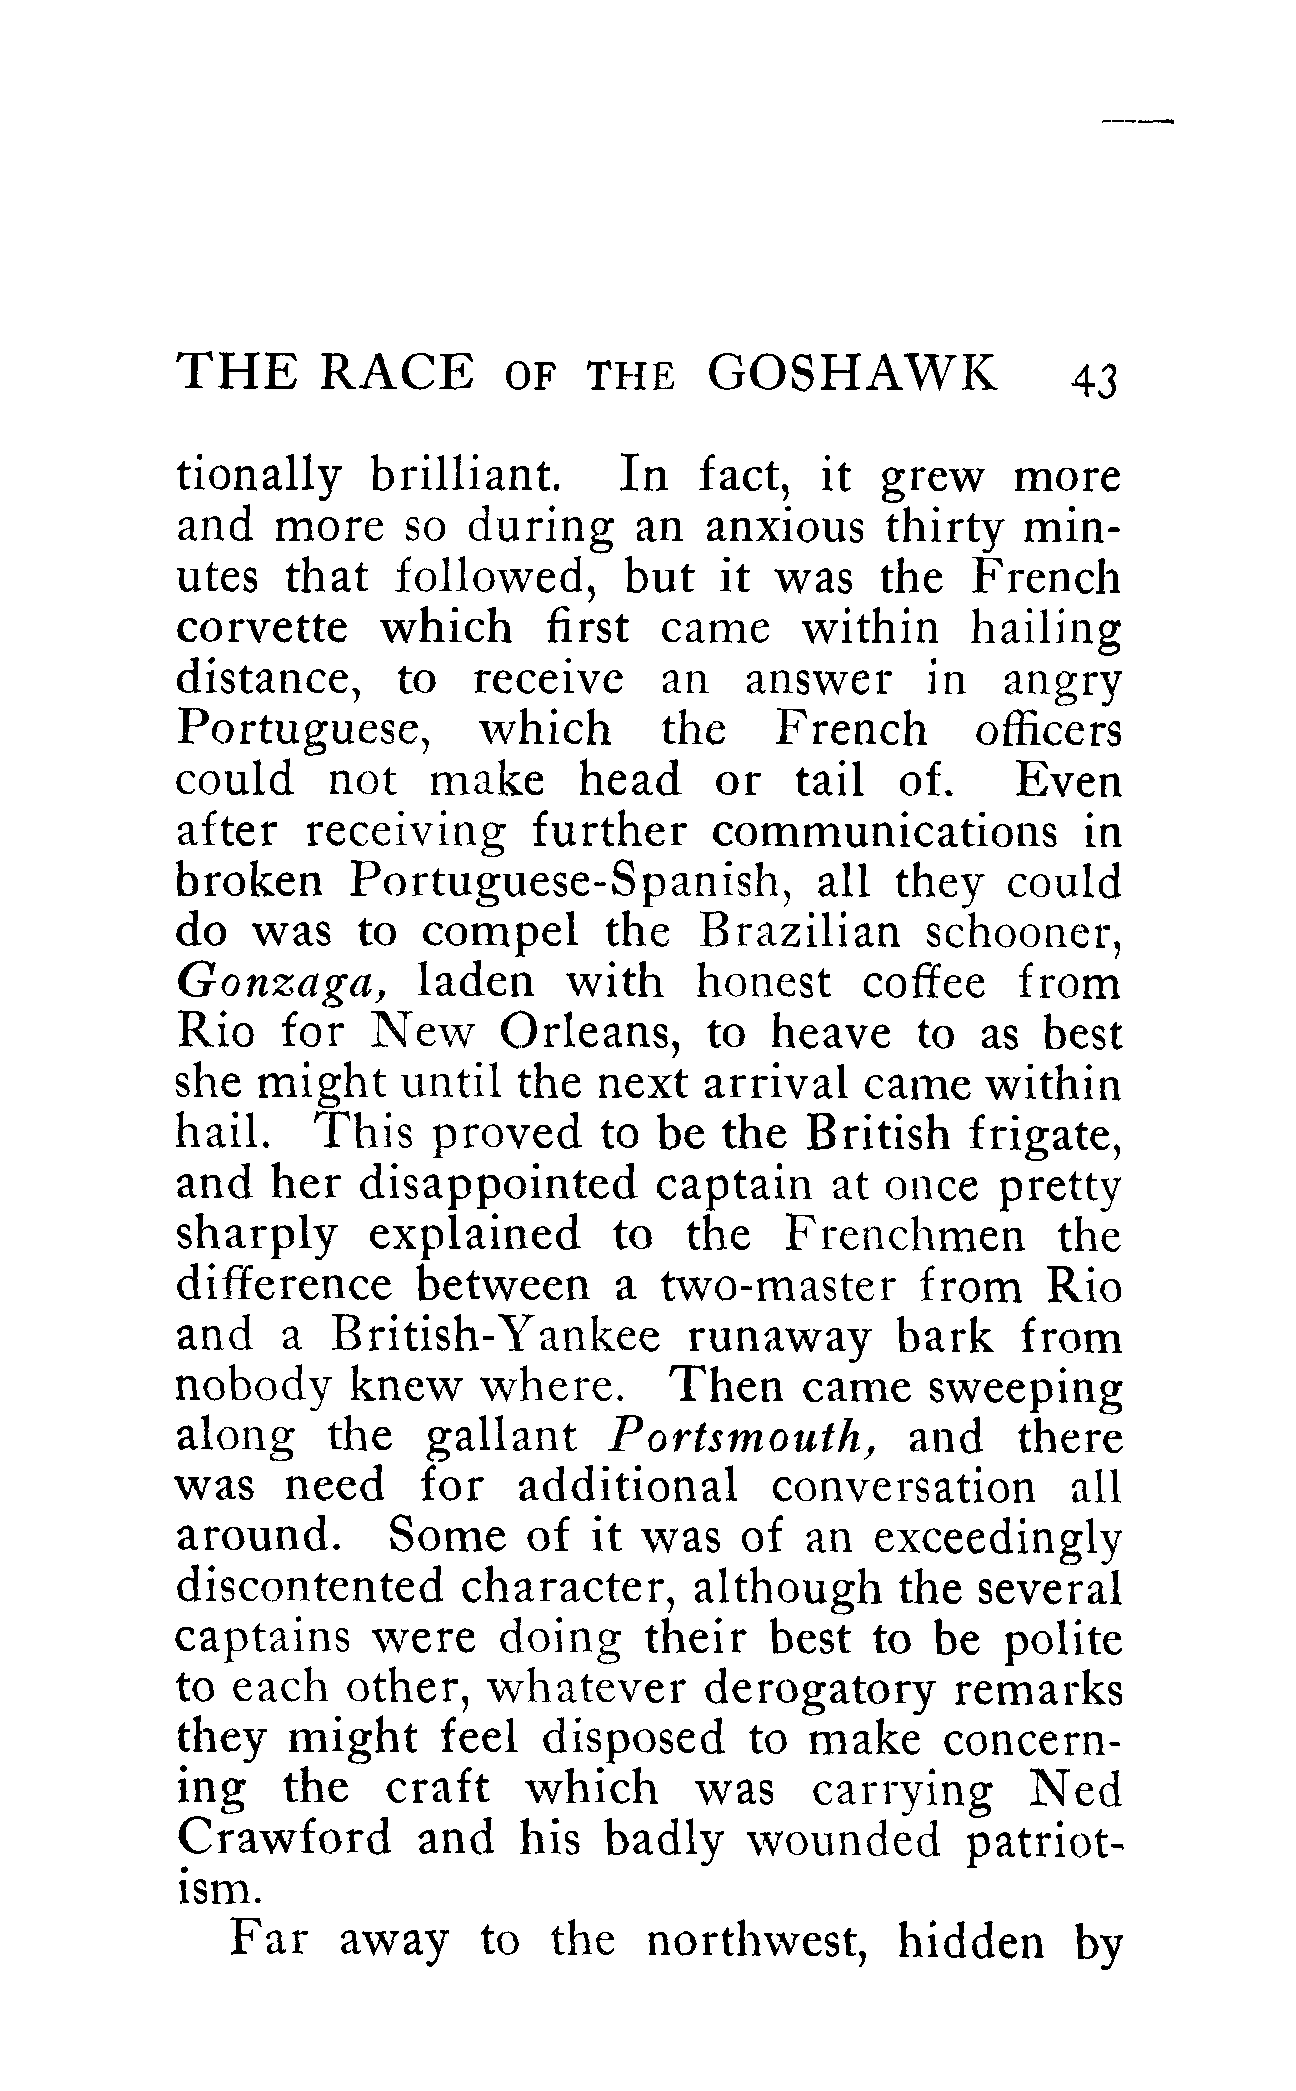 THE RACE OF THE GOSHAWK 43
tionally brilliant. In fact, it grew more
and more so during an anxious thirty min-
utes that followed, but it was the French
corvette which first came within hailing
distance, to receive an answer in angry
Portuguese, which the French officers
could not make head or tail of. Even
after receiving further communications in
broken Portuguese-Spanish, all they could
do was to compel the Brazilian schooner,
Gonzaga, laden with honest coffee from
Rio for New Orleans, to heave to as best
she might until the next arrival came within
hail. This proved to be the British frigate,
and her disappointed captain at once pretty
sharply explained to the Frenchmen the
difference between a two-master from Rio
and a British-Yankee runaway bark from
nobody knew where. Then came sweeping
along the gallant Portsmouth, and there
was need for additional conversation all
around. Some of it was of an exceedingly
discontented character, although the several
captains were doing their best to be polite
to each other, whatever derogatory remarks
they might feel disposed to make concern-
ing the craft which was carrying Ned
Crawford and his badly wounded patriot-
ism.
Far away to the northwest, hidden by